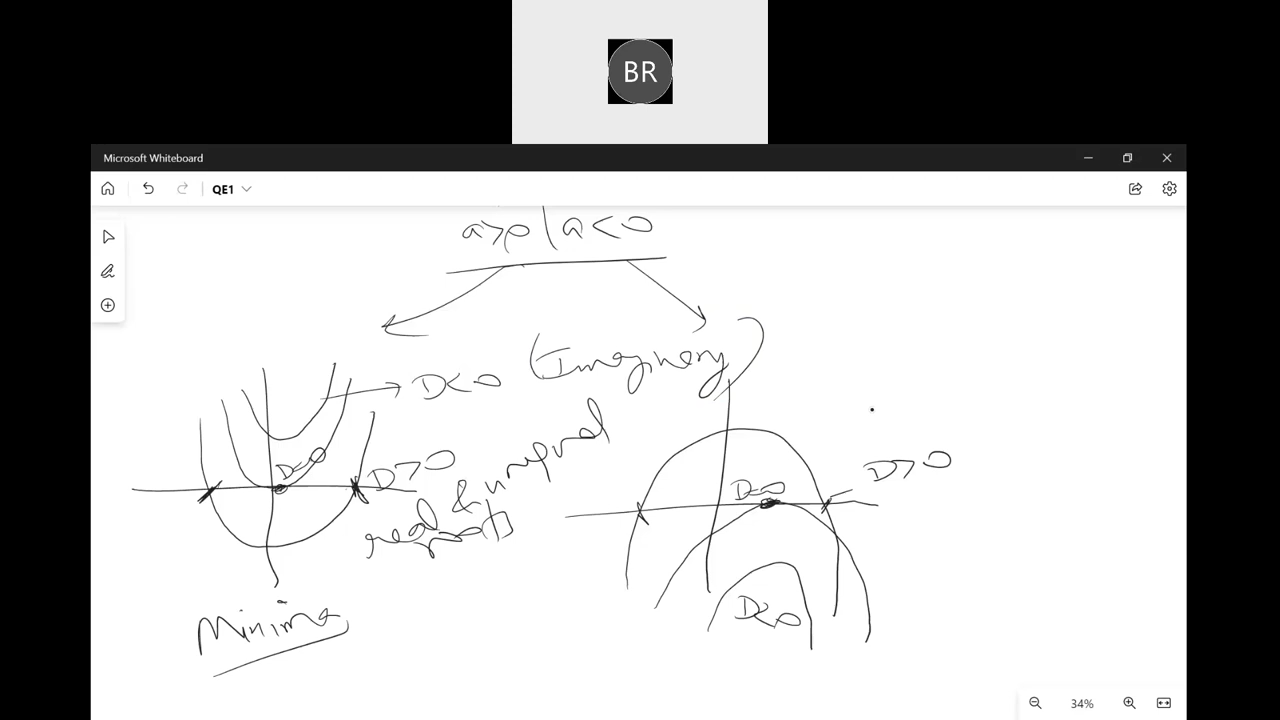 BR
Microsoft Whiteboard
QE1
a>0 | a<0
(Imaginary)
D<0
D=0
D>0
real & unequal
roots
Minima
D>0
D=0
D<0
34%